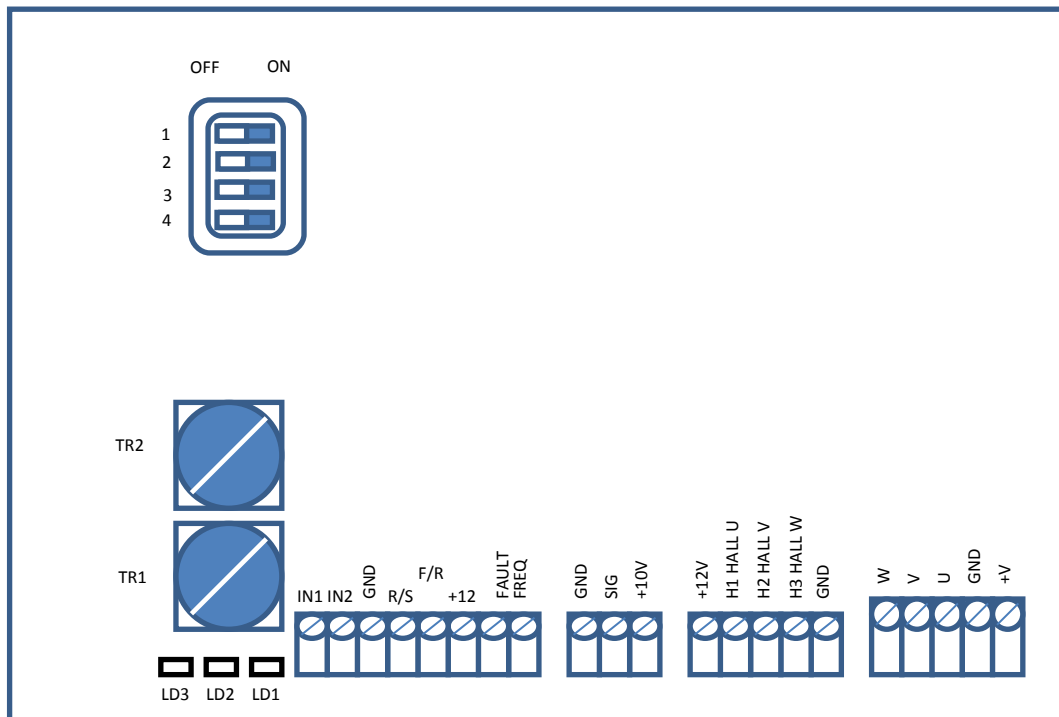 OFF ON
1
2
3
4
TR2
TR1
IN1 IN2 GND R/S F/R +12 FAULT FREQ
GND SIG +10V
+12V H1 HALL U H2 HALL V H3 HALL W GND
W V U GND +V
LD3 LD2 LD1